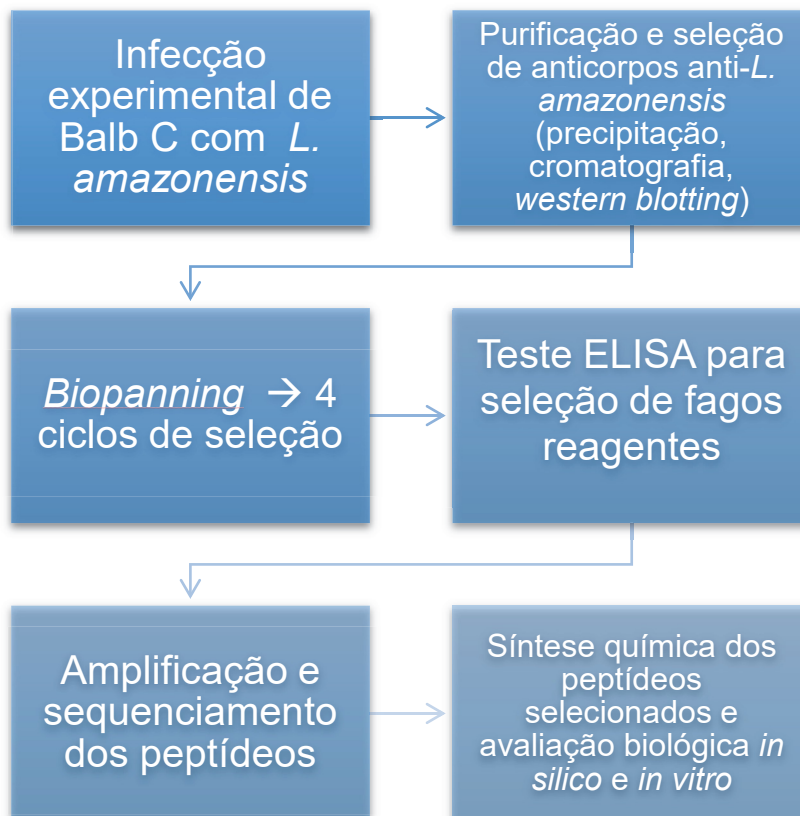 Infecção
experimental de
Balb C com L.
amazonensis
Purificação e seleção
de anticorpos anti-L.
amazonensis
(precipitação,
cromatografia,
western blotting)
Biopanning → 4
ciclos de seleção
Teste ELISA para
seleção de fagos
reagentes
Amplificação e
sequenciamento
dos peptídeos
Síntese química dos
peptídeos
selecionados e
avaliação biológica in
silico e in vitro